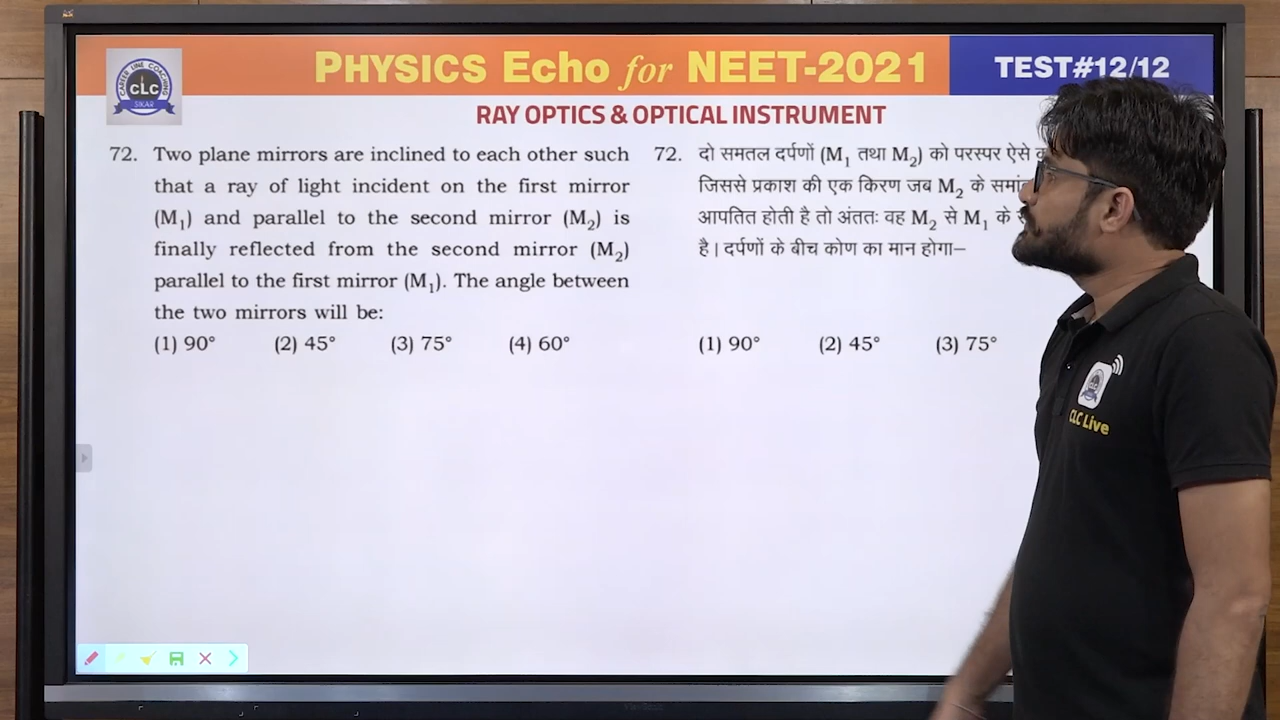 PHYSICS Echo for NEET-2021
TEST#12/12
CAREER LINE COACHING
CLC
SIKAR
RAY OPTICS & OPTICAL INSTRUMENT
72. Two plane mirrors are inclined to each other such
that a ray of light incident on the first mirror
(M₁) and parallel to the second mirror (M₂) is
finally reflected from the second mirror (M₂)
parallel to the first mirror (M₁). The angle between
the two mirrors will be:
(1) 90° (2) 45° (3) 75° (4) 60°
72. दो समतल दर्पणों (M₁ तथा M₂) को परस्पर ऐसे
जिससे प्रकाश की एक किरण जब M₂ के
आपतित होती है तो अंततः वह M₂ से M₁ के
है। दर्पणों के बीच कोण का मान होगा–
(1) 90° (2) 45° (3) 75°
CLC Live